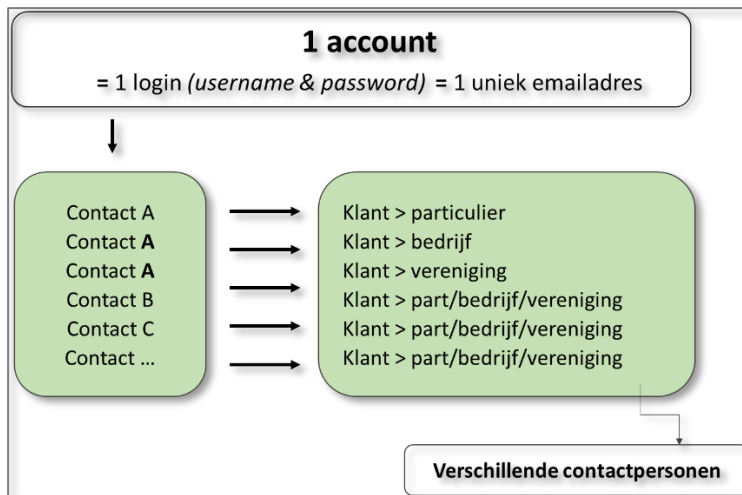 1 account
= 1 login (username & password) = 1 uniek emailadres
Contact A
Contact A
Contact A
Contact B
Contact C
Contact ...
Klant > particulier
Klant > bedrijf
Klant > vereniging
Klant > part/bedrijf/vereniging
Klant > part/bedrijf/vereniging
Klant > part/bedrijf/vereniging
Verschillende contactpersonen